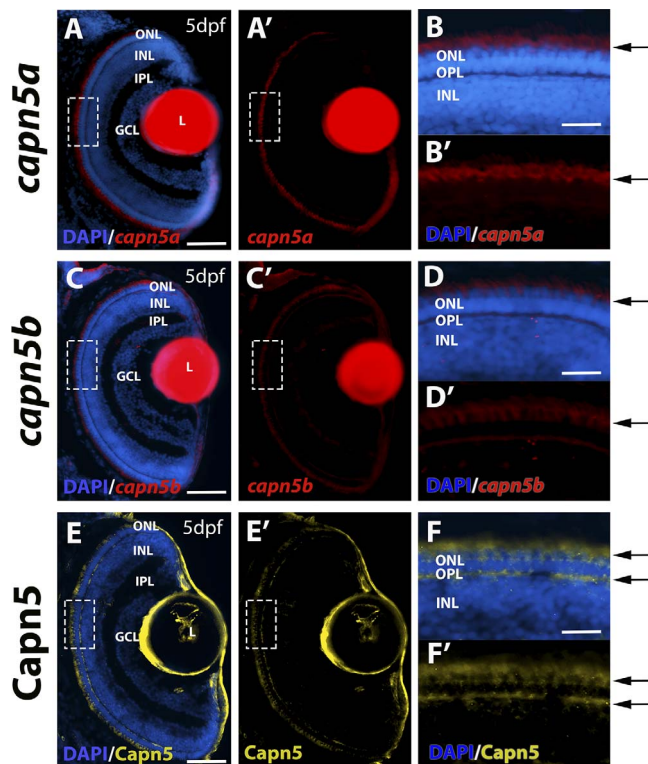 capn5a
A
5dpf
ONL
INL
IPL
GCL
L
DAPI/capn5a
A'
capn5a
B
ONL
OPL
INL
B'
DAPI/capn5a
capn5b
C
5dpf
ONL
INL
IPL
GCL
L
DAPI/capn5b
C'
capn5b
D
ONL
OPL
INL
D'
DAPI/capn5b
Capn5
E
5dpf
ONL
INL
IPL
GCL
L
DAPI/Capn5
E'
Capn5
F
ONL
OPL
INL
F'
DAPI/Capn5